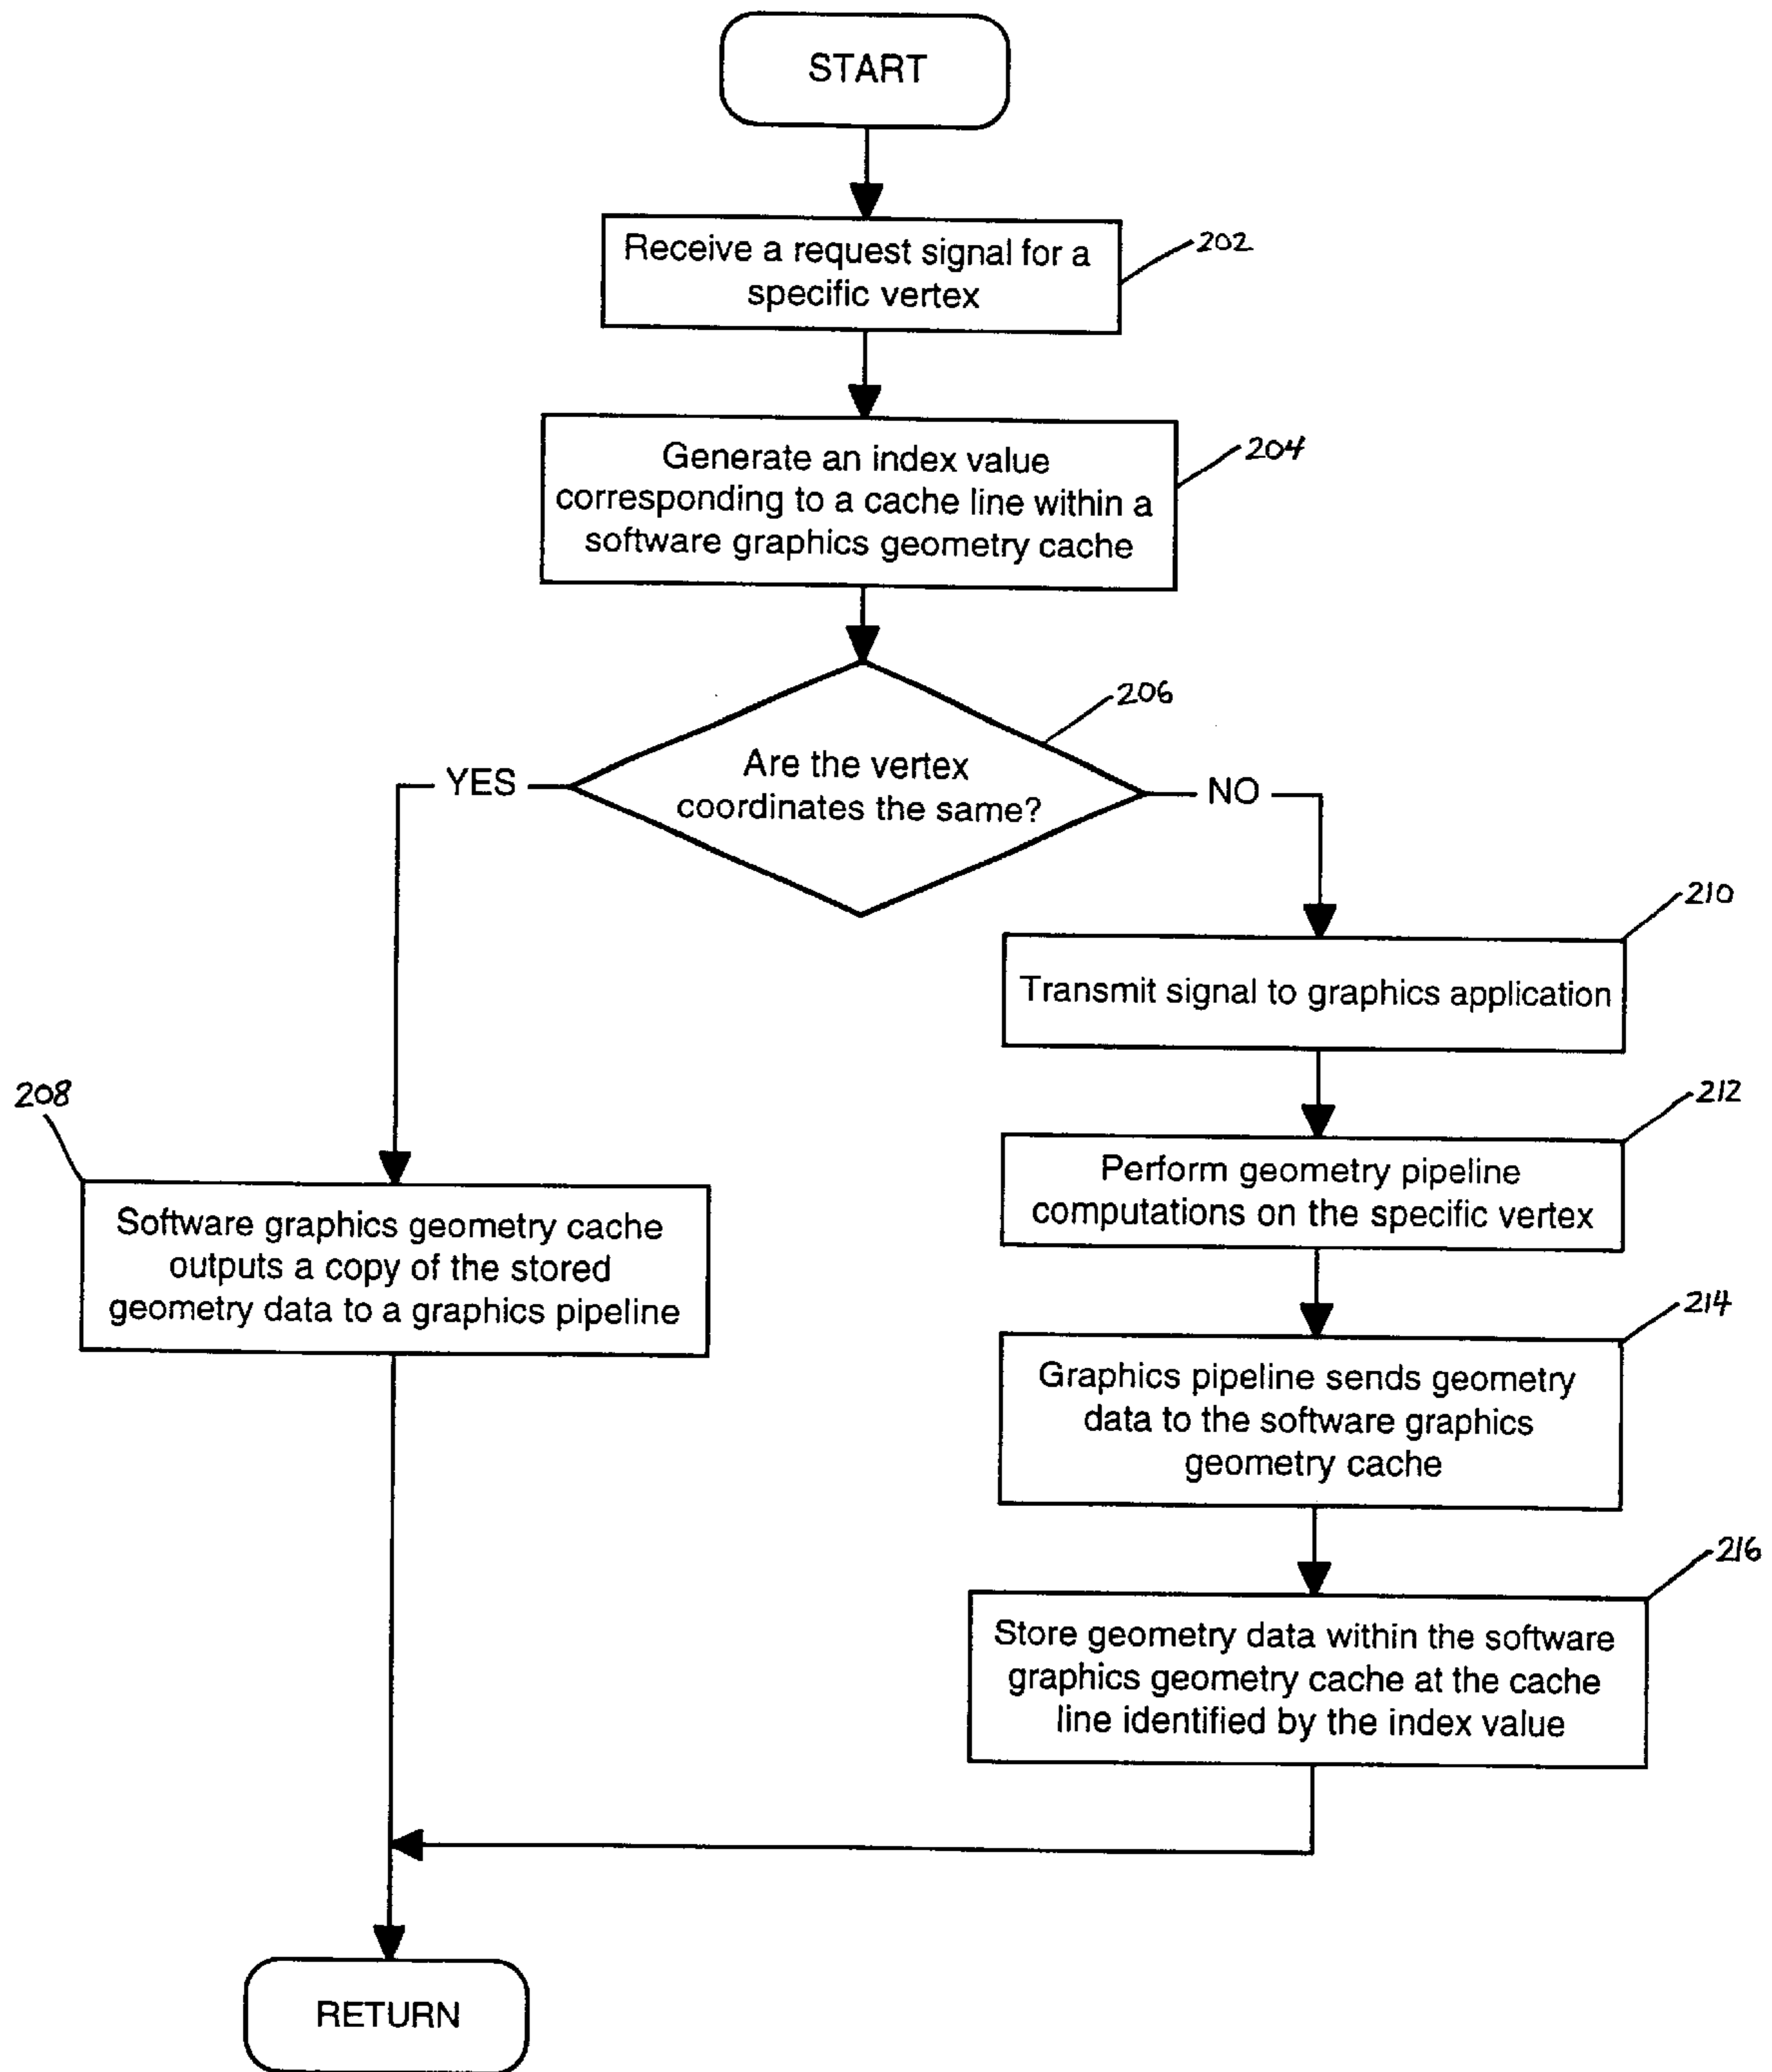 START
Receive a request signal for a
specific vertex
202
Generate an index value
corresponding to a cache line within a
software graphics geometry cache
204
Are the vertex
coordinates the same?
206
YES
NO
210
Transmit signal to graphics application
212
Perform geometry pipeline
computations on the specific vertex
208
Software graphics geometry cache
outputs a copy of the stored
geometry data to a graphics pipeline
214
Graphics pipeline sends geometry
data to the software graphics
geometry cache
216
Store geometry data within the software
graphics geometry cache at the cache
line identified by the index value
RETURN